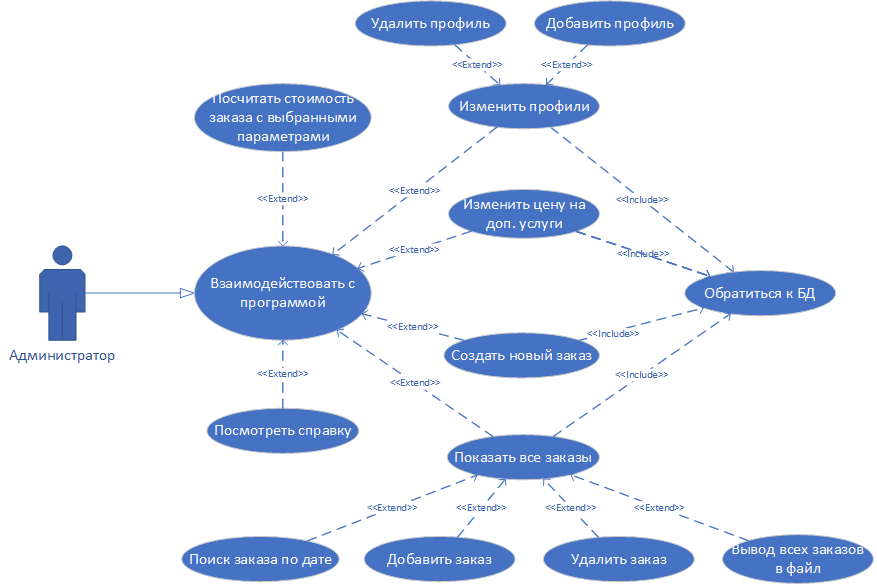 Удалить профиль
Добавить профиль
<<Extend>>
<<Extend>>
Посчитать стоимость
заказа с выбранными
параметрами
Изменить профили
<<Extend>>
<<Extend>>
<<Include>>
Изменить цену на
доп. услуги
<<Extend>>
<<Include>>
Взаимодействовать с
программой
Обратиться к БД
<<Extend>>
<<Include>>
Администратор
Создать новый заказ
<<Extend>>
<<Extend>>
<<Include>>
Посмотреть справку
Показать все заказы
<<Extend>>
<<Extend>>
<<Extend>>
<<Extend>>
Поиск заказа по дате
Добавить заказ
Удалить заказ
Вывод всех заказов
в файл